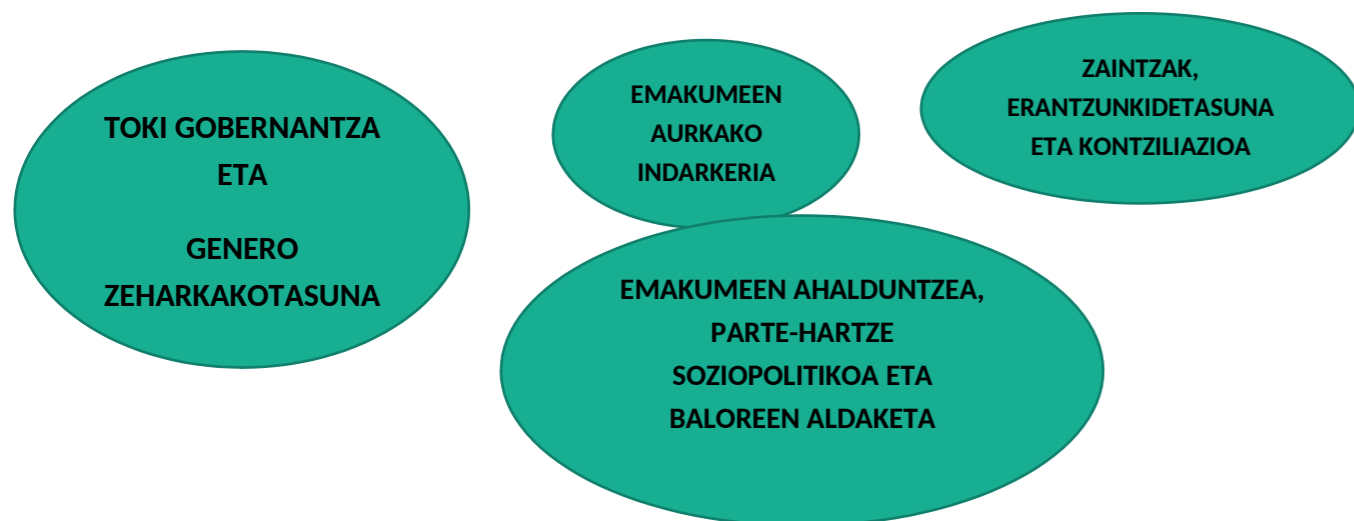 TOKI GOBERNANTZA
ETA
GENERO
ZEHARKAKOTASUNA
EMAKUMEEN
AURKAKO
INDARKERIA
ZAINTZAK,
ERANTZUNKIDETASUNA
ETA KONTZILIAZIOA
EMAKUMEEN AHALDUNTZEA,
PARTE-HARTZE
SOZIOPOLITIKOA ETA
BALOREEN ALDAKETA